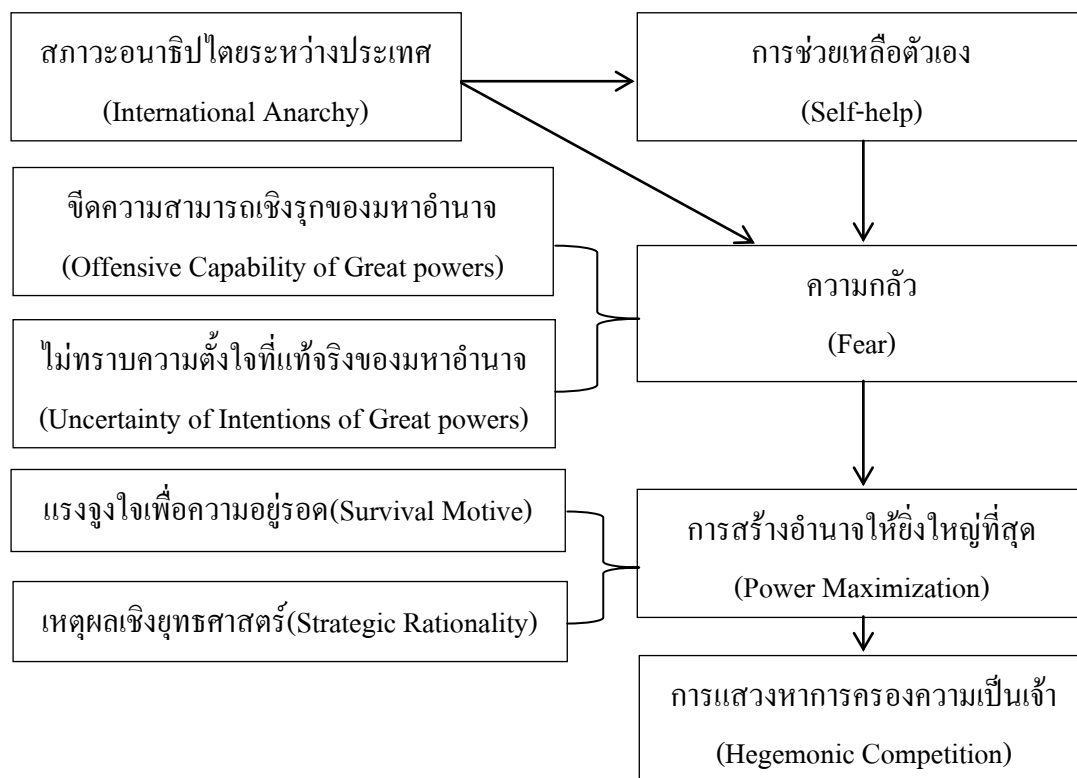 สภาวะอนาธิปไตยระหว่างประเทศ
(International Anarchy)
การช่วยเหลือตัวเอง
(Self-help)
ขีดความสามารถเชิงรุกของมหาอำนาจ
(Offensive Capability of Great powers)
ความกลัว
(Fear)
ไม่ทราบความตั้งใจที่แท้จริงของมหาอำนาจ
(Uncertainty of Intentions of Great powers)
แรงจูงใจเพื่อความอยู่รอด(Survival Motive)
การสร้างอำนาจให้ยิ่งใหญ่ที่สุด
(Power Maximization)
เหตุผลเชิงยุทธศาสตร์(Strategic Rationality)
การแสวงหาการครองความเป็นเจ้า
(Hegemonic Competition)